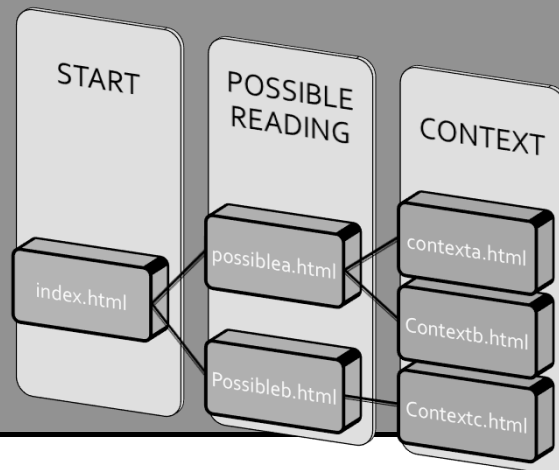 START
index.html
POSSIBLE
READING
possiblea.html
Possibleb.html
CONTEXT
contexta.html
Contextb.html
Contextc.html